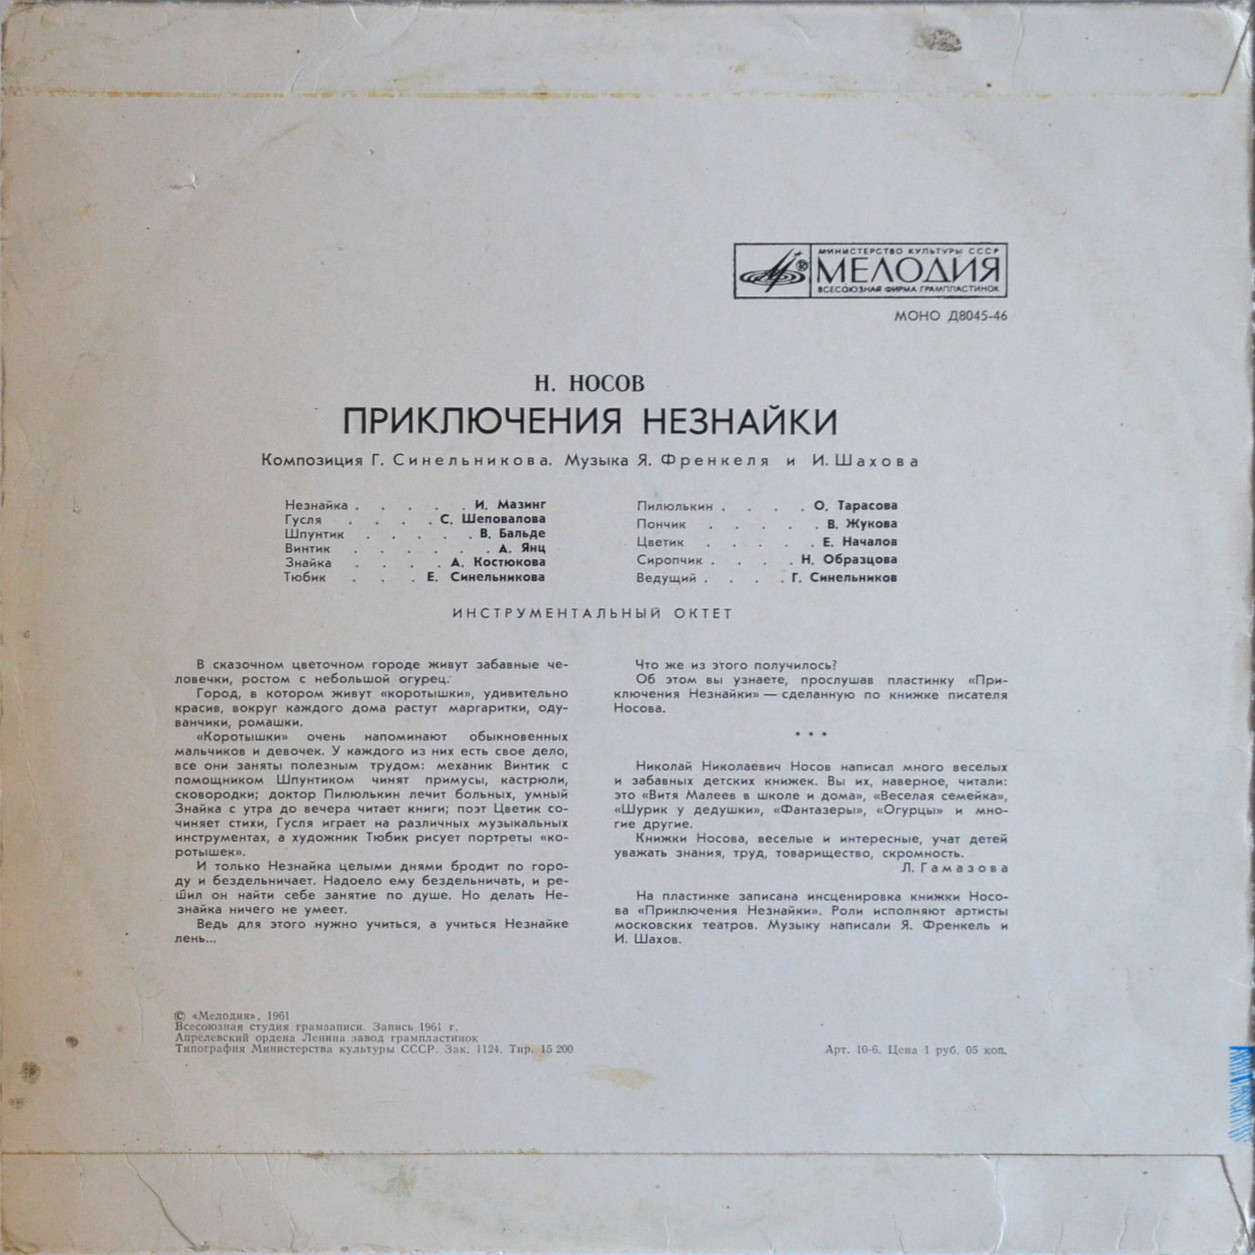 МИНИСТЕРСТВО КУЛЬТУРЫ СССР
МЕЛОДИЯ
ВСЕСОЮЗНАЯ ФИРМА ГРАМПЛАСТИНОК
МОНО Д8045-46
Н. НОСОВ
ПРИКЛЮЧЕНИЯ НЕЗНАЙКИ
Композиция Г. Синельникова. Музыка Я. Френкеля и И. Шахова
Незнайка . . . . . И. Мазинг
Гусля . . . . С. Шеповалова
Шпунтик . . . . . В. Бальде
Винтик . . . . . . А. Янц
Знайка . . . . А. Костюкова
Тюбик . . . Е. Синельникова
Пилюлькин . . . . О. Тарасова
Пончик . . . . . В. Жукова
Цветик . . . . . Е. Началов
Сиропчик . . . . Н. Образцова
Ведущий . . . . Г. Синельников
ИНСТРУМЕНТАЛЬНЫЙ ОКТЕТ
В сказочном цветочном городе живут забавные че-
ловечки, ростом с небольшой огурец.
Город, в котором живут «коротышки», удивительно
красив, вокруг каждого дома растут маргаритки, оду-
ванчики, ромашки.
«Коротышки» очень напоминают обыкновенных
мальчиков и девочек. У каждого из них есть свое дело,
все они заняты полезным трудом: механик Винтик с
помощником Шпунтиком чинят примусы, кастрюли,
сковородки; доктор Пилюлькин лечит больных, умный
Знайка с утра до вечера читает книги; поэт Цветик со-
чиняет стихи, Гусля играет на различных музыкальных
инструментах, а художник Тюбик рисует портреты «ко-
ротышек».
И только Незнайка целыми днями бродит по горо-
ду и бездельничает. Надоело ему бездельничать, и ре-
шил он найти себе занятие по душе. Но делать Не-
знайка ничего не умеет.
Ведь для этого нужно учиться, а учиться Незнайке
лень...
Что же из этого получилось?
Об этом вы узнаете, прослушав пластинку «При-
ключения Незнайки» — сделанную по книжке писателя
Носова.
• • •
Николай Николаевич Носов написал много веселых
и забавных детских книжек. Вы их, наверное, читали:
это «Витя Малеев в школе и дома», «Веселая семейка»,
«Шурик у дедушки», «Фантазеры», «Огурцы» и мно-
гие другие.
Книжки Носова, веселые и интересные, учат детей
уважать знания, труд, товарищество, скромность.
Л. Гамазова
На пластинке записана инсценировка книжки Носо-
ва «Приключения Незнайки». Роли исполняют артисты
московских театров. Музыку написали Я. Френкель и
И. Шахов.
© «Мелодия», 1961
Всесоюзная студия грамзаписи. Запись 1961 г.
Апрелевский ордена Ленина завод грампластинок
Типография Министерства культуры СССР. Зак. 1124. Тир. 15 200
Арт. 10-6. Цена 1 руб. 05 коп.